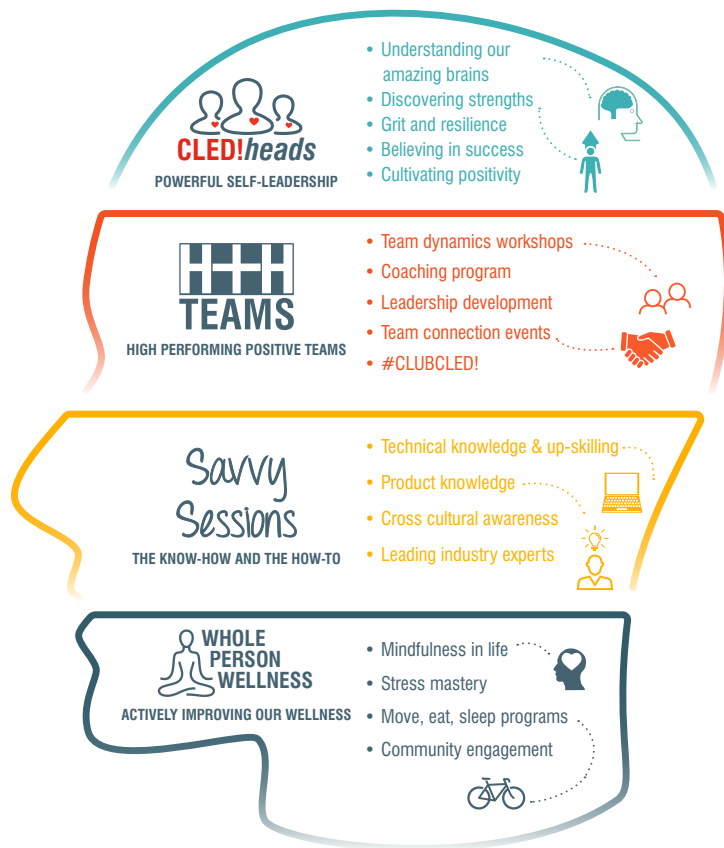 • Understanding our
amazing brains
• Discovering strengths
• Grit and resilience
• Believing in success
• Cultivating positivity
CLED!heads
POWERFUL SELF-LEADERSHIP
• Team dynamics workshops
• Coaching program
• Leadership development
• Team connection events
• #CLUBCLED!
TEAMS
HIGH PERFORMING POSITIVE TEAMS
• Technical knowledge & up-skilling
• Product knowledge
• Cross cultural awareness
• Leading industry experts
Savvy
Sessions
THE KNOW-HOW AND THE HOW-TO
WHOLE
PERSON
WELLNESS
ACTIVELY IMPROVING OUR WELLNESS
• Mindfulness in life
• Stress mastery
• Move, eat, sleep programs
• Community engagement